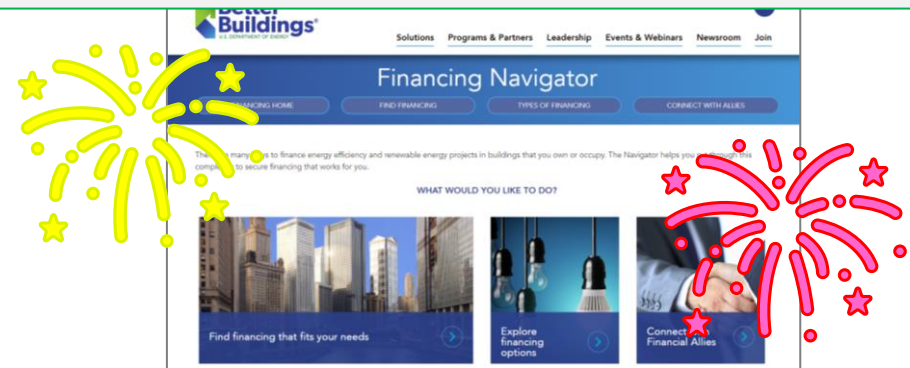 Better
Buildings®
U.S. DEPARTMENT OF ENERGY
Solutions Programs & Partners Leadership Events & Webinars Newsroom Join
Financing Navigator
FINANCING HOME FIND FINANCING TYPES OF FINANCING CONNECT WITH ALLIES
many to finance energy efficiency and renewable energy projects in buildings that you own or occupy. The Navigator helps you this
to secure financing that works for you.
WHAT WOULD YOU LIKE TO DO?
Find financing that fits your needs
Explore
financing
options
Connect
Financial Allies